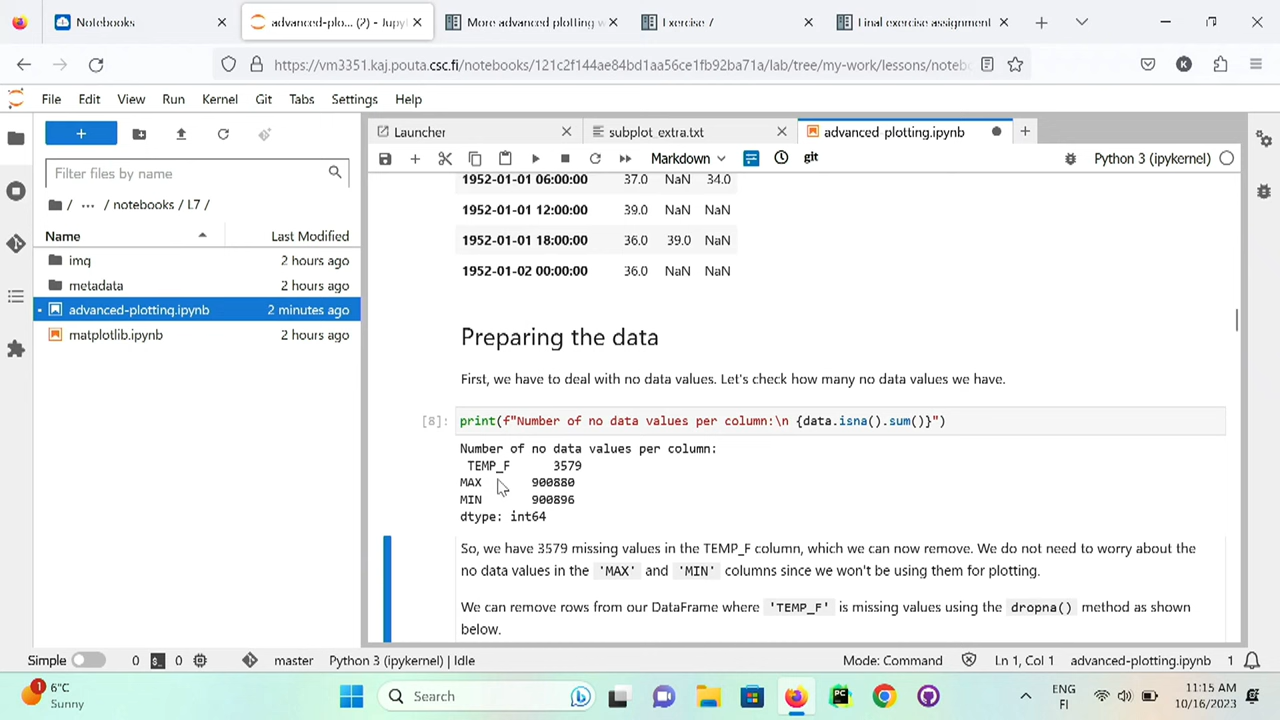 Notebooks
advanced-plo... (2) - Jupyt
More advanced plotting w
Exercise 7
Final exercise assignment
https://vm3351.kaj.pouta.csc.fi/notebooks/121c2f144ae84bd1aa56ce1fb92ba71a/lab/tree/my-work/lessons/noteb
K
File Edit View Run Kernel Git Tabs Settings Help
+
Filter files by name
/ ... / notebooks / L7 /
Name Last Modified
img 2 hours ago
metadata 2 hours ago
advanced-plotting.ipynb 2 minutes ago
matplotlib.ipynb 2 hours ago
Launcher
subplot_extra.txt
advanced-plotting.ipynb
Markdown
git
Python 3 (ipykernel)
1952-01-01 06:00:00 37.0 NaN 34.0
1952-01-01 12:00:00 39.0 NaN NaN
1952-01-01 18:00:00 36.0 39.0 NaN
1952-01-02 00:00:00 36.0 NaN NaN
Preparing the data
First, we have to deal with no data values. Let's check how many no data values we have.
[8]: print(f"Number of no data values per column:\n {data.isna().sum()}")
Number of no data values per column:
TEMP_F 3579
MAX 900880
MIN 900896
dtype: int64
So, we have 3579 missing values in the TEMP_F column, which we can now remove. We do not need to worry about the
no data values in the 'MAX' and 'MIN' columns since we won't be using them for plotting.
We can remove rows from our DataFrame where 'TEMP_F' is missing values using the dropna() method as shown
below.
Simple 0 $_ 0 master Python 3 (ipykernel) | Idle Mode: Command Ln 1, Col 1 advanced-plotting.ipynb 1
1
6°C
Sunny
Search
PC
ENG
FI
11:15 AM
10/16/2023